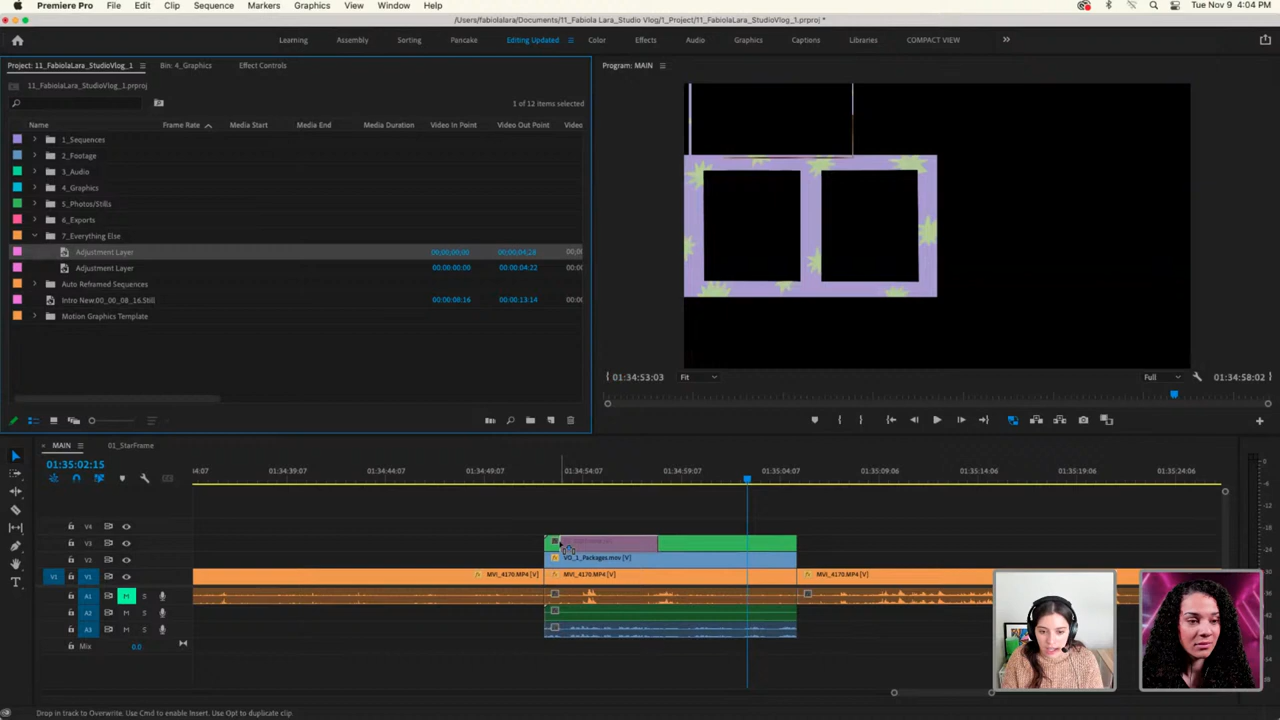 Premiere Pro File Edit Clip Sequence Markers Graphics View Window Help Tue Nov 9 4:04 PM
/Users/fabiolalara/Documents/11_Fabiola Lara_Studio Vlog/1_Project/11_FabiolaLara_StudioVlog_1.prproj *
Learning Assembly Sorting Pancake Editing Updated Color Effects Audio Graphics Captions Libraries COMPACT VIEW
Project: 11_FabiolaLara_StudioVlog_1 Bin: 4_Graphics Effect Controls
Program: MAIN
11_FabiolaLara_StudioVlog_1.prproj
1 of 12 items selected
Name Frame Rate Media Start Media End Media Duration Video In Point Video Out Point Video
1_Sequences
2_Footage
3_Audio
4_Graphics
5_Photos/Stills
6_Exports
7_Everything Else
Adjustment Layer 00;00;00;00 00;00;04;28 00;0
Adjustment Layer 00:00:00:00 00:00:04:22 00:0
Auto Reframed Sequences
Intro New.00_00_08_16.Still 00:00:08:16 00:00:13:14 00:0
Motion Graphics Template
01:34:53:03 Fit Full 01:34:58:02
MAIN 01_StarFrame
01:35:02:15
4:07 01:34:39:07 01:34:44:07 01:34:49:07 01:34:54:07 01:34:59:07 01:35:04:07 01:35:09:06 01:35:14:06 01:35:19:06 01:35:24:06
V4
V3
V2 VO_1_Packages.mov [V]
V1 V1 MVI_4170.MP4 [V] MVI_4170.MP4 [V] MVI_4170.MP4 [V]
A1 M S
A2 M S
A3 M S
Mix 0.0
Drop in track to Overwrite. Use Cmd to enable Insert. Use Opt to duplicate clip.